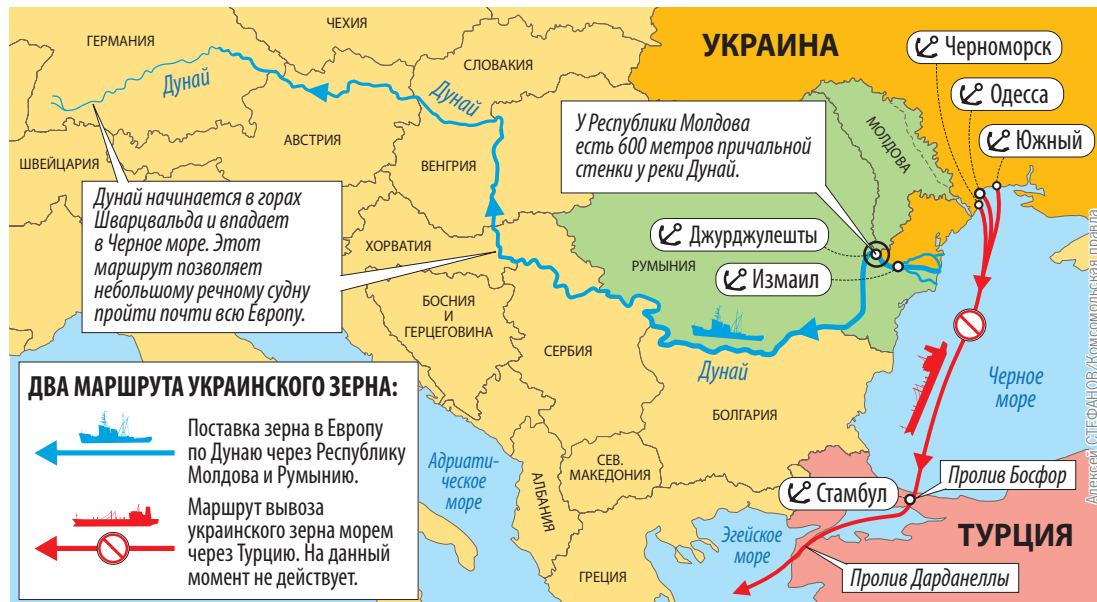 ГЕРМАНИЯ
ЧЕХИЯ
СЛОВАКИЯ
УКРАИНА
Черноморск
Одесса
Южный
Дунай
Дунай
АВСТРИЯ
ШВЕЙЦАРИЯ
ВЕНГРИЯ
МОЛДОВА
У Республики Молдова
есть 600 метров причальной
стенки у реки Дунай.
Дунай начинается в горах
Шварцвальда и впадает
в Черное море. Этот
маршрут позволяет
небольшому речному судну
пройти почти всю Европу.
ХОРВАТИЯ
Джурджулешты
РУМЫНИЯ
Измаил
БОСНИЯ
И
ГЕРЦЕГОВИНА
СЕРБИЯ
Дунай
Черное
море
БОЛГАРИЯ
ДВА МАРШРУТА УКРАИНСКОГО ЗЕРНА:
Поставка зерна в Европу
по Дунаю через Республику
Молдова и Румынию.
Маршрут вывоза
украинского зерна морем
через Турцию. На данный
момент не действует.
Адриати-
ческое
море
СЕВ.
МАКЕДОНИЯ
АЛБАНИЯ
ГРЕЦИЯ
Стамбул
Пролив Босфор
Эгейское
море
ТУРЦИЯ
Пролив Дарданеллы
Алексей СТЕФАНОВ/Комсомольская правда